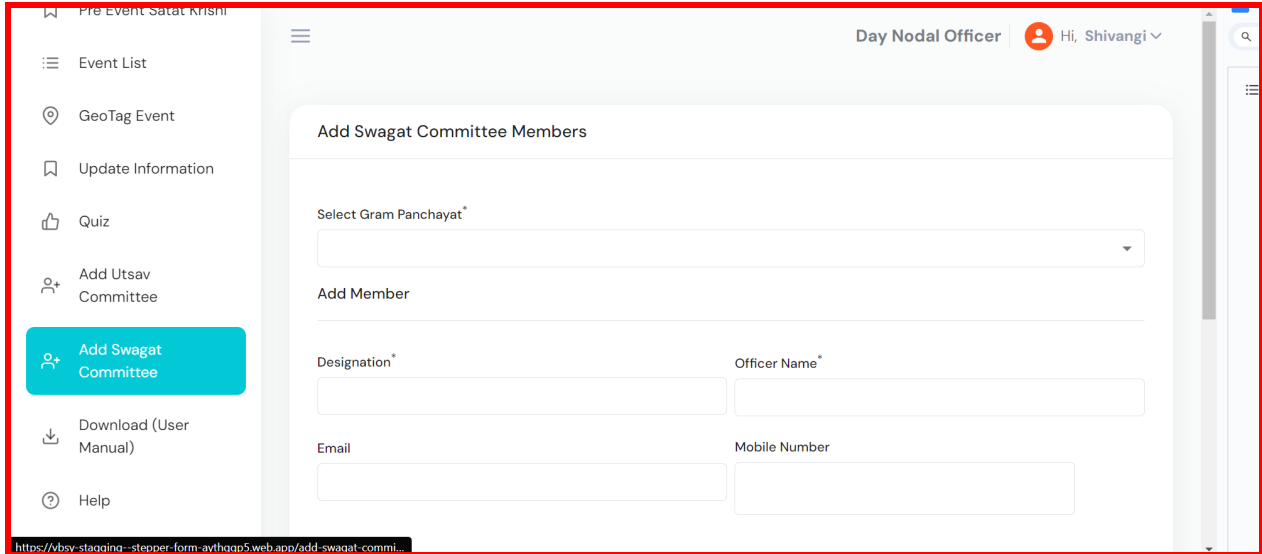 Pre Event Satat Krishi
Event List
GeoTag Event
Update Information
Quiz
Add Utsav
Committee
Add Swagat
Committee
Download (User
Manual)
Help
Day Nodal Officer
Hi, Shivangi
Add Swagat Committee Members
Select Gram Panchayat*
Add Member
Designation*
Officer Name*
Email
Mobile Number
https://vbsy-stagging--stepper-form-aythqqp5.web.app/add-swagat-commi...